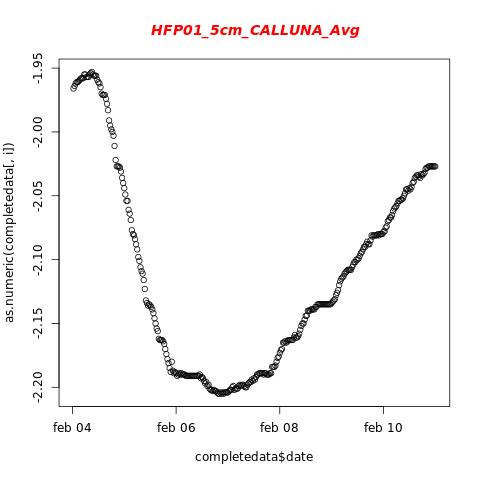 HFP01_5cm_CALLUNA_Avg
as.numeric(completedata[, i])
-1.95
-2.00
-2.05
-2.10
-2.15
-2.20
feb 04 feb 06 feb 08 feb 10
completedata$date